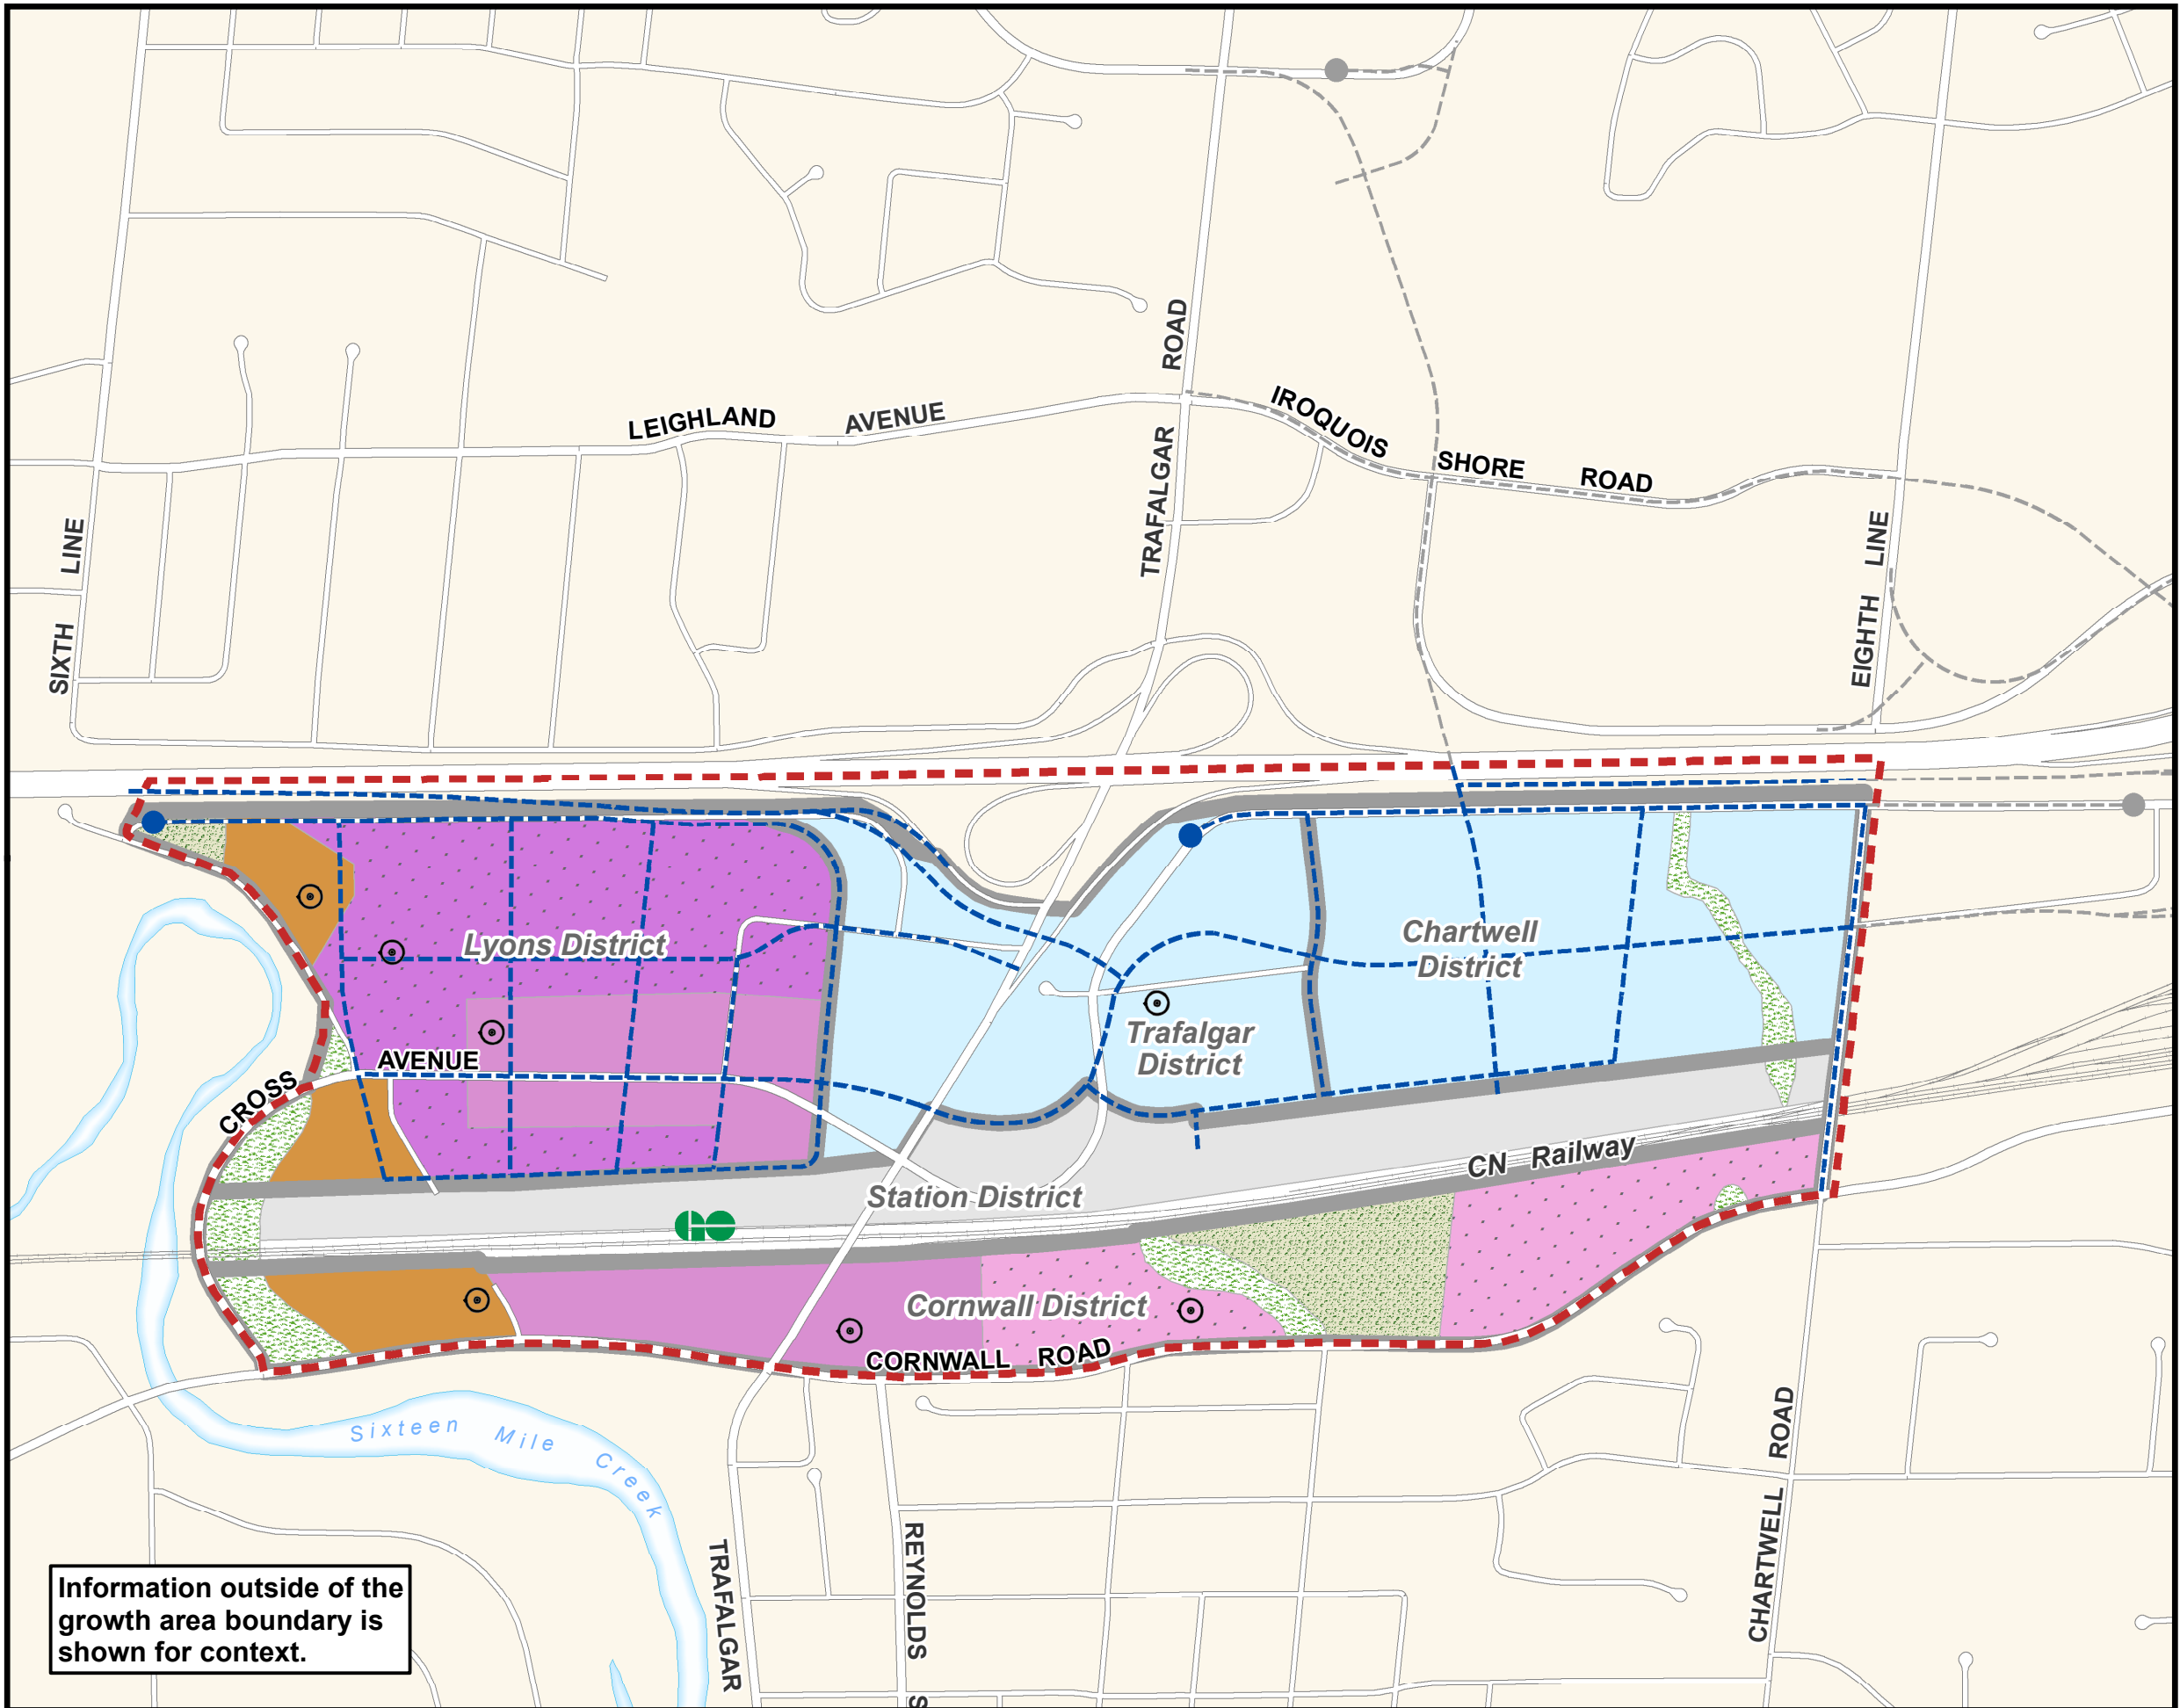 ROAD
LEIGHLAND AVENUE
IROQUOIS SHORE ROAD
TRAFALGAR
SIXTH LINE
EIGHTH LINE
Lyons District
Chartwell
District
Trafalgar
District
AVENUE
CROSS
CN Railway
Station District
Cornwall District
CORNWALL ROAD
Sixteen Mile Creek
CHARTWELL ROAD
TRAFALGAR
REYNOLDS S
Information outside of the
growth area boundary is
shown for context.